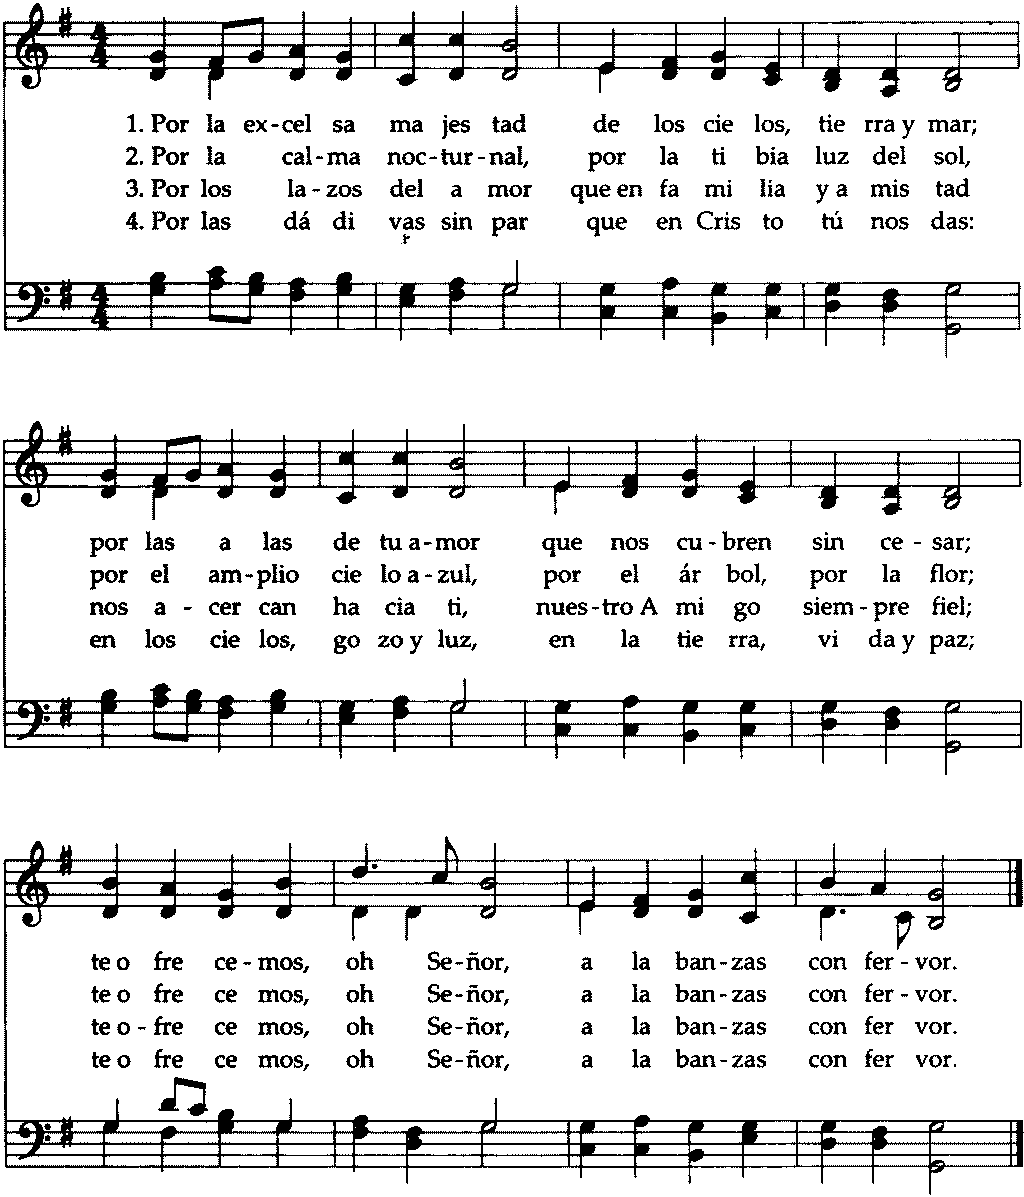 1. Por la ex-cel sa ma jes tad de los cie los, tie rra y mar;
2. Por la cal-ma noc-tur-nal, por la ti bia luz del sol,
3. Por los la-zos del a mor que en fa mi lia y a mis tad
4. Por las dá di vas sin par que en Cris to tú nos das:
por las a las de tu a-mor que nos cu-bren sin ce-sar;
por el am-plio cie lo a-zul, por el ár bol, por la flor;
nos a-cer can ha cia ti, nues-tro A mi go siem-pre fiel;
en los cie los, go zo y luz, en la tie rra, vi da y paz;
te o fre ce-mos, oh Se-ñor, a la ban-zas con fer-vor.
te o fre ce mos, oh Se-ñor, a la ban-zas con fer-vor.
te o-fre ce mos, oh Se-ñor, a la ban-zas con fer vor.
te o fre ce mos, oh Se-ñor, a la ban-zas con fer vor.